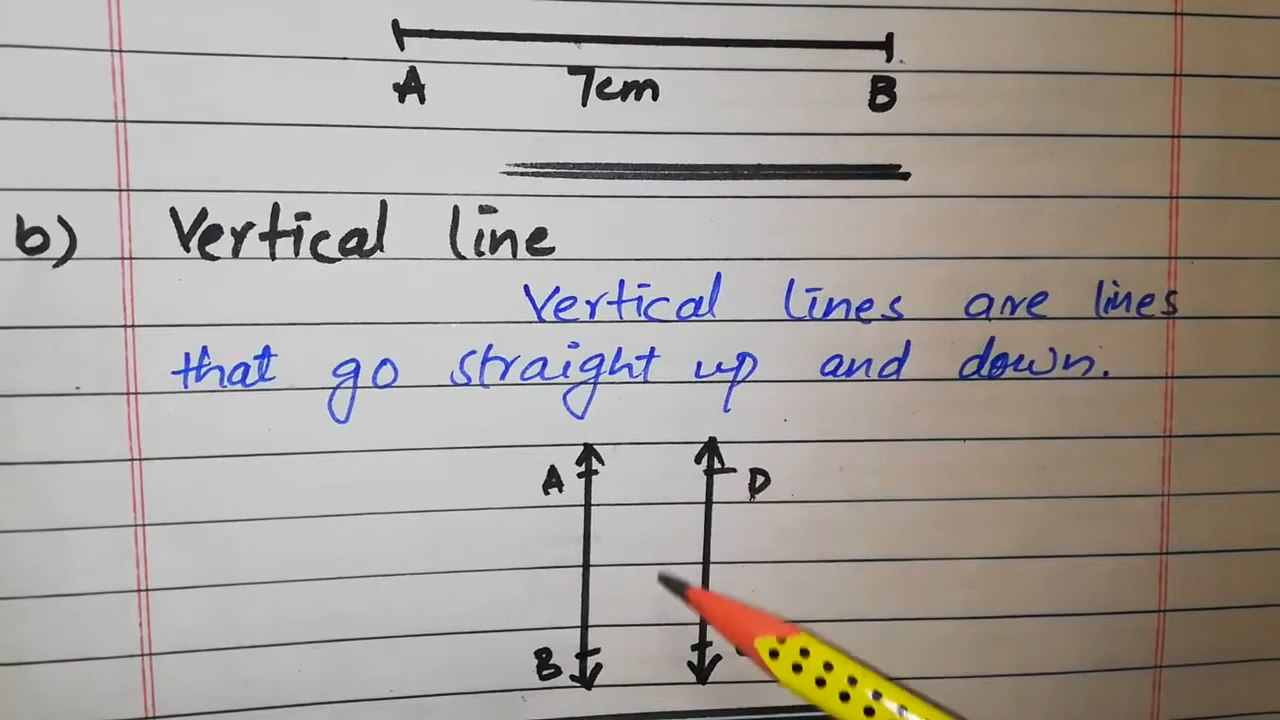 A 7cm B
b) Vertical line
Vertical lines are lines
that go straight up and down.
A D
B